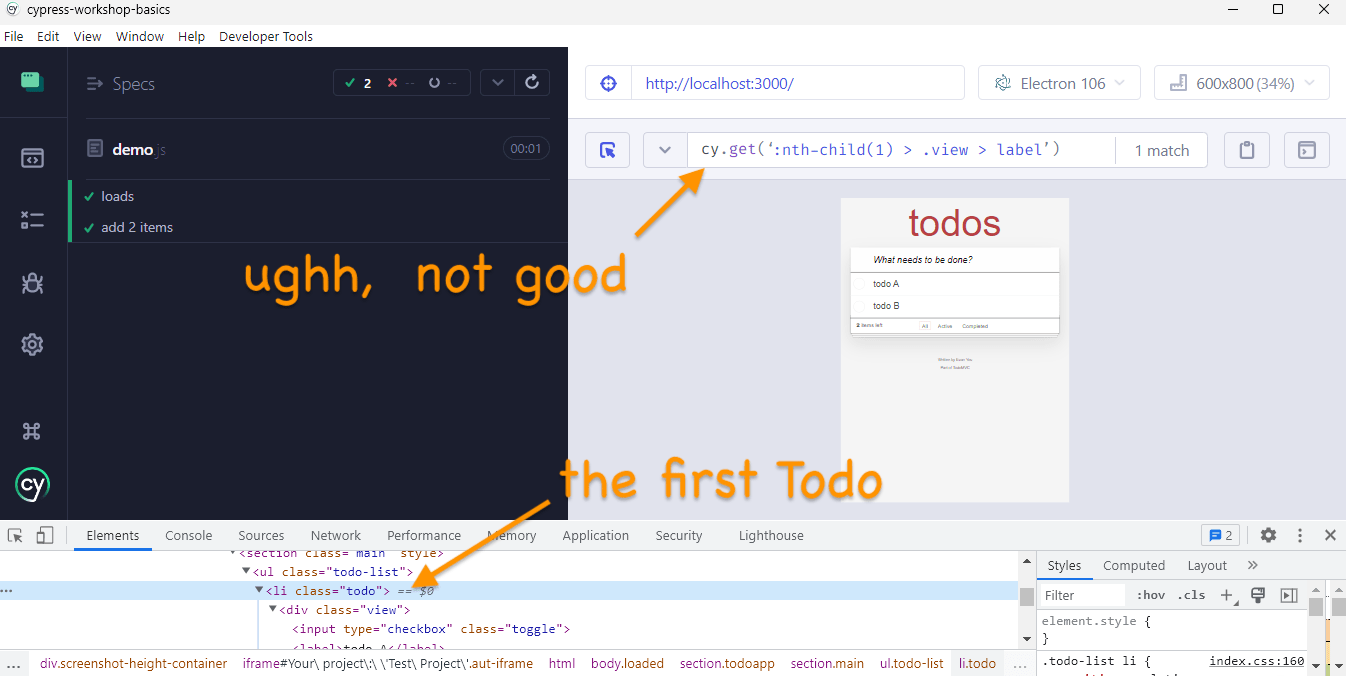 cypress-workshop-basics
File Edit View Window Help Developer Tools
Specs
2 -- --
http://localhost:3000/
Electron 106
600x800 (34%)
demo.js
00:01
loads
add 2 items
cy.get(‘:nth-child(1) > .view > label’)
1 match
ughh, not good
todos
What needs to be done?
todo A
todo B
2 items left
All Active Completed
Written by Evan You
Part of TodoMVC
cy
the first Todo
Elements Console Sources Network Performance Memory Application Security Lighthouse
2
<section class="main" style>
<ul class="todo-list">
... <li class="todo"> == $0
<div class="view">
<input type="checkbox" class="toggle">
<label>todo A</label>
... div.screenshot-height-container iframe#Your\ project\:\ \'Test\ Project\'.aut-iframe html body.loaded section.todoapp section.main ul.todo-list li.todo ...
Styles Computed Layout »
Filter :hov .cls +
element.style {
}
.todo-list li { index.css:160